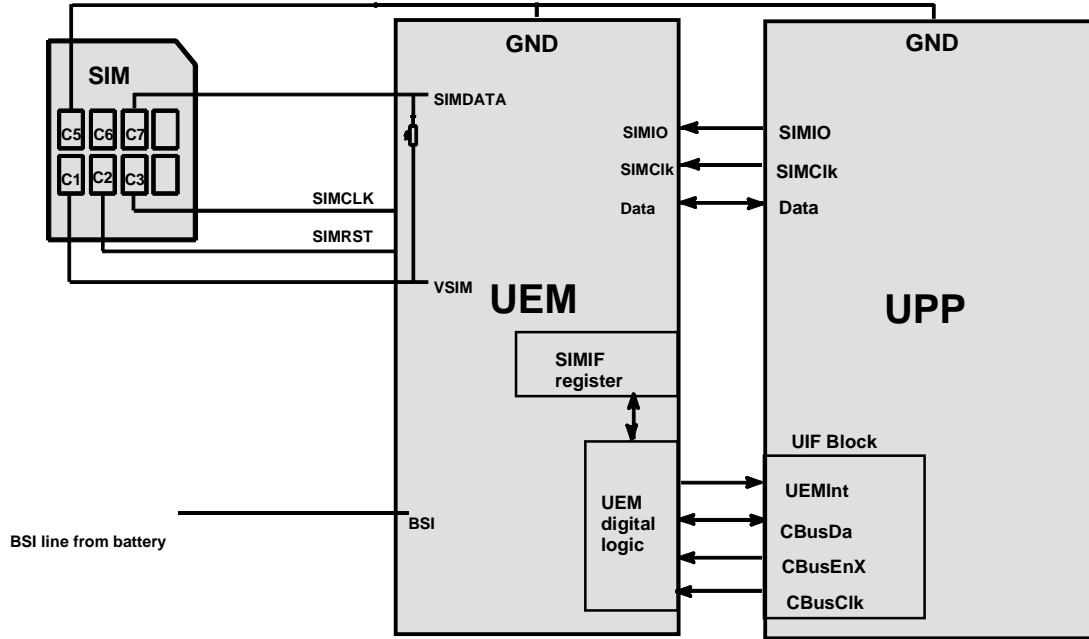 GND
GND
SIM
SIMDATA
C5
C6
C7
SIMIO
SIMIO
C1
C2
C3
SIMClk
SIMClk
SIMCLK
Data
Data
SIMRST
VSIM
UEM
UPP
SIMIF
register
UIF Block
UEMInt
UEM
digital
logic
BSI
CBusDa
BSI line from battery
CBusEnX
CBusClk